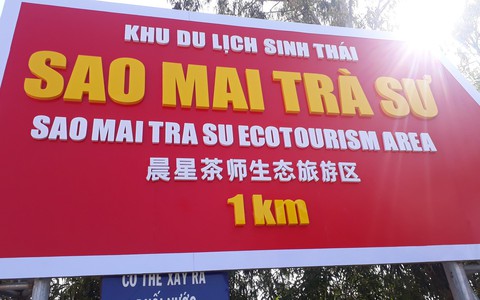 KHU DU LỊCH SINH THÁI
SAO MAI TRÀ SƯ
SAO MAI TRA SU ECOTOURISM AREA
晨星茶师生态旅游区
1 km
CÓ THỂ XẢY RA